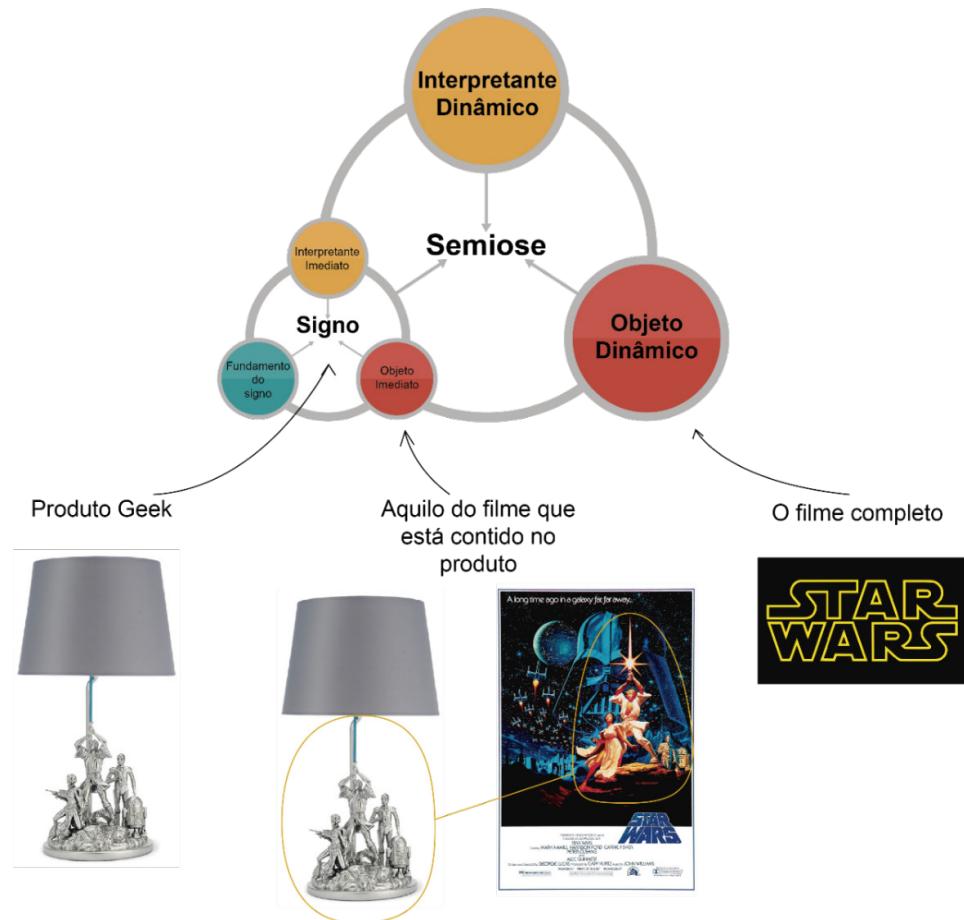 Interpretante
Dinâmico
Interpretante
Imediato
Semiose
Signo
Objeto
Dinâmico
Fundamento
do
signo
Objeto
Imediato
Produto Geek
Aquilo do filme que
está contido no
produto
O filme completo
A long time ago in a galaxy far, far away...
STAR
WARS
STAR
WARS